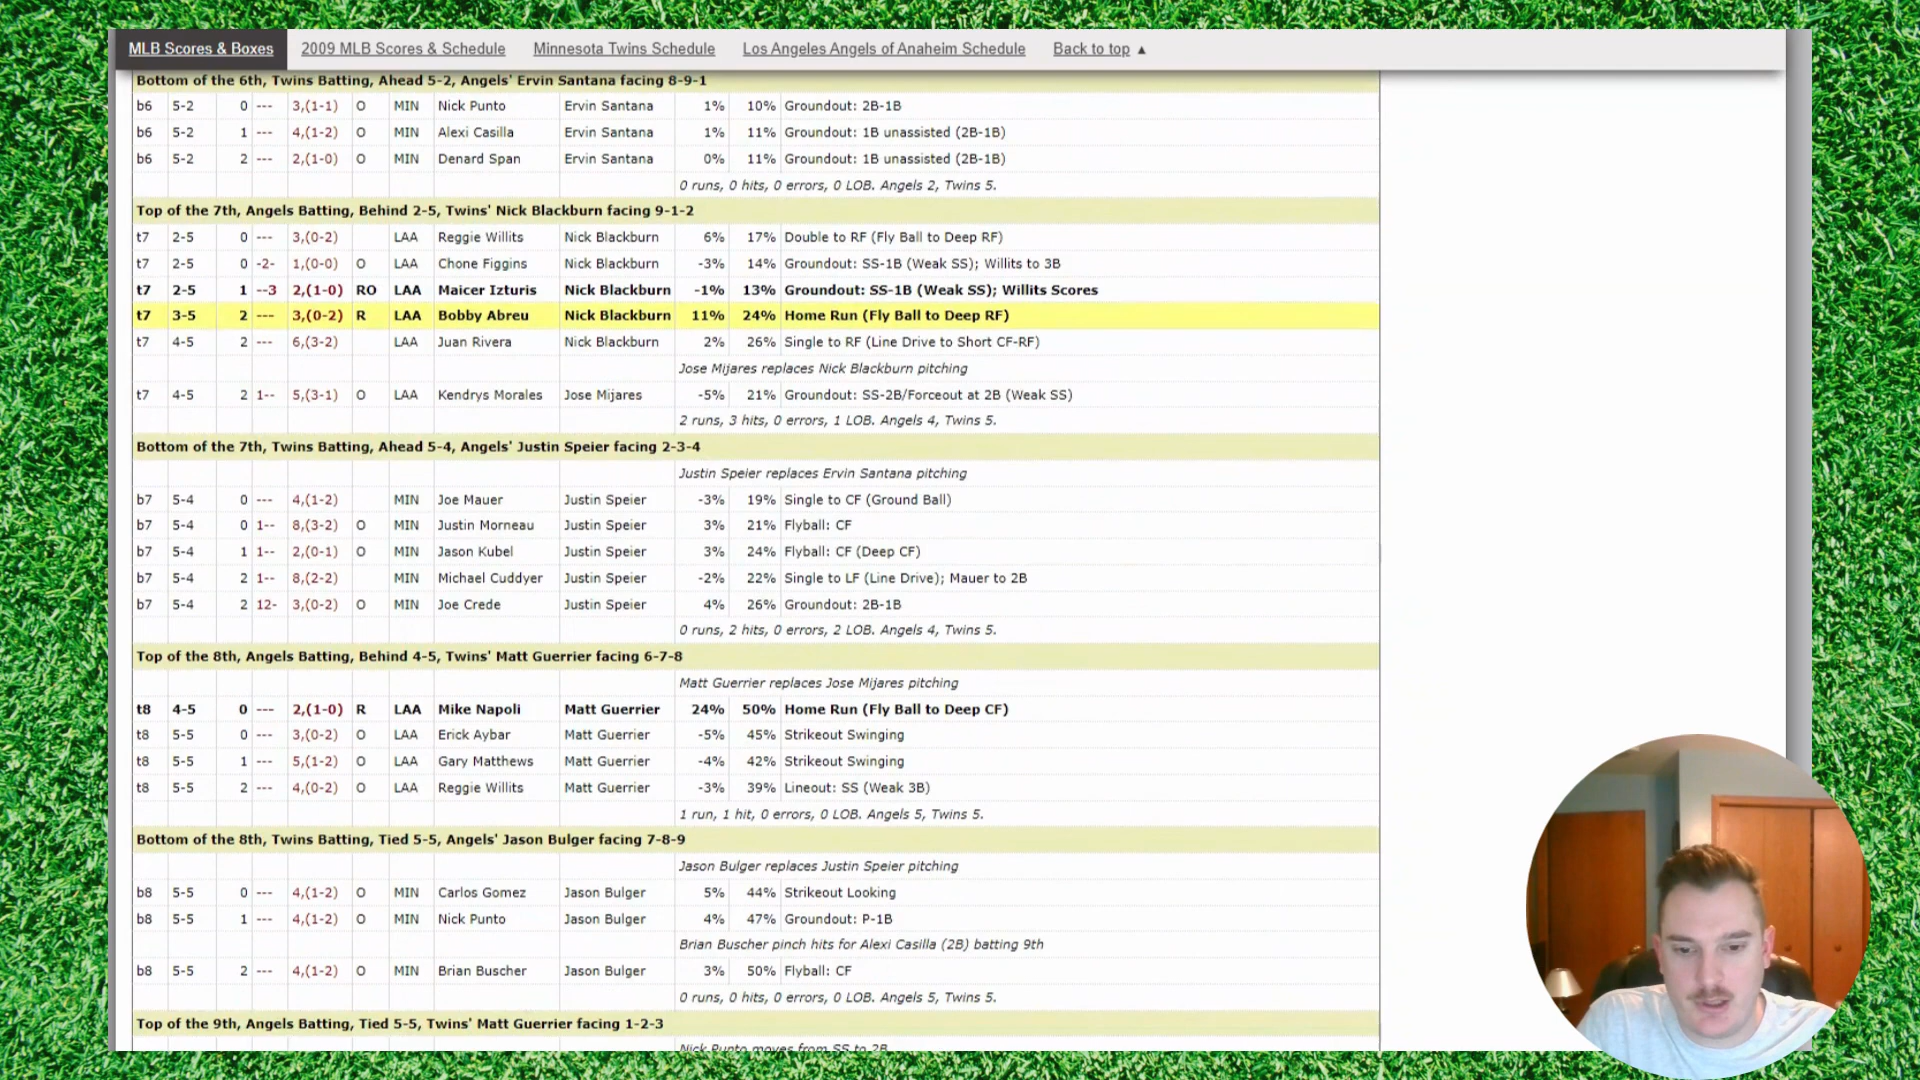 MLB Scores & Boxes 2009 MLB Scores & Schedule Minnesota Twins Schedule Los Angeles Angels of Anaheim Schedule Back to top ▲
Bottom of the 6th, Twins Batting, Ahead 5-2, Angels' Ervin Santana facing 8-9-1
b6 5-2 0 --- 3,(1-1) O MIN Nick Punto Ervin Santana 1% 10% Groundout: 2B-1B
b6 5-2 1 --- 4,(1-2) O MIN Alexi Casilla Ervin Santana 1% 11% Groundout: 1B unassisted (2B-1B)
b6 5-2 2 --- 2,(1-0) O MIN Denard Span Ervin Santana 0% 11% Groundout: 1B unassisted (2B-1B)
0 runs, 0 hits, 0 errors, 0 LOB. Angels 2, Twins 5.
Top of the 7th, Angels Batting, Behind 2-5, Twins' Nick Blackburn facing 9-1-2
t7 2-5 0 --- 3,(0-2) LAA Reggie Willits Nick Blackburn 6% 17% Double to RF (Fly Ball to Deep RF)
t7 2-5 0 -2- 1,(0-0) O LAA Chone Figgins Nick Blackburn -3% 14% Groundout: SS-1B (Weak SS); Willits to 3B
t7 2-5 1 --3 2,(1-0) RO LAA Maicer Izturis Nick Blackburn -1% 13% Groundout: SS-1B (Weak SS); Willits Scores
t7 3-5 2 --- 3,(0-2) R LAA Bobby Abreu Nick Blackburn 11% 24% Home Run (Fly Ball to Deep RF)
t7 4-5 2 --- 6,(3-2) LAA Juan Rivera Nick Blackburn 2% 26% Single to RF (Line Drive to Short CF-RF)
Jose Mijares replaces Nick Blackburn pitching
t7 4-5 2 1-- 5,(3-1) O LAA Kendrys Morales Jose Mijares -5% 21% Groundout: SS-2B/Forceout at 2B (Weak SS)
2 runs, 3 hits, 0 errors, 1 LOB. Angels 4, Twins 5.
Bottom of the 7th, Twins Batting, Ahead 5-4, Angels' Justin Speier facing 2-3-4
Justin Speier replaces Ervin Santana pitching
b7 5-4 0 --- 4,(1-2) MIN Joe Mauer Justin Speier -3% 19% Single to CF (Ground Ball)
b7 5-4 0 1-- 8,(3-2) O MIN Justin Morneau Justin Speier 3% 21% Flyball: CF
b7 5-4 1 1-- 2,(0-1) O MIN Jason Kubel Justin Speier 3% 24% Flyball: CF (Deep CF)
b7 5-4 2 1-- 8,(2-2) MIN Michael Cuddyer Justin Speier -2% 22% Single to LF (Line Drive); Mauer to 2B
b7 5-4 2 12- 3,(0-2) O MIN Joe Crede Justin Speier 4% 26% Groundout: 2B-1B
0 runs, 2 hits, 0 errors, 2 LOB. Angels 4, Twins 5.
Top of the 8th, Angels Batting, Behind 4-5, Twins' Matt Guerrier facing 6-7-8
Matt Guerrier replaces Jose Mijares pitching
t8 4-5 0 --- 2,(1-0) R LAA Mike Napoli Matt Guerrier 24% 50% Home Run (Fly Ball to Deep CF)
t8 5-5 0 --- 3,(0-2) O LAA Erick Aybar Matt Guerrier -5% 45% Strikeout Swinging
t8 5-5 1 --- 5,(1-2) O LAA Gary Matthews Matt Guerrier -4% 42% Strikeout Swinging
t8 5-5 2 --- 4,(0-2) O LAA Reggie Willits Matt Guerrier -3% 39% Lineout: SS (Weak 3B)
1 run, 1 hit, 0 errors, 0 LOB. Angels 5, Twins 5.
Bottom of the 8th, Twins Batting, Tied 5-5, Angels' Jason Bulger facing 7-8-9
Jason Bulger replaces Justin Speier pitching
b8 5-5 0 --- 4,(1-2) O MIN Carlos Gomez Jason Bulger 5% 44% Strikeout Looking
b8 5-5 1 --- 4,(1-2) O MIN Nick Punto Jason Bulger 4% 47% Groundout: P-1B
Brian Buscher pinch hits for Alexi Casilla (2B) batting 9th
b8 5-5 2 --- 4,(1-2) O MIN Brian Buscher Jason Bulger 3% 50% Flyball: CF
0 runs, 0 hits, 0 errors, 0 LOB. Angels 5, Twins 5.
Top of the 9th, Angels Batting, Tied 5-5, Twins' Matt Guerrier facing 1-2-3
Nick Punto moves from SS to 2B